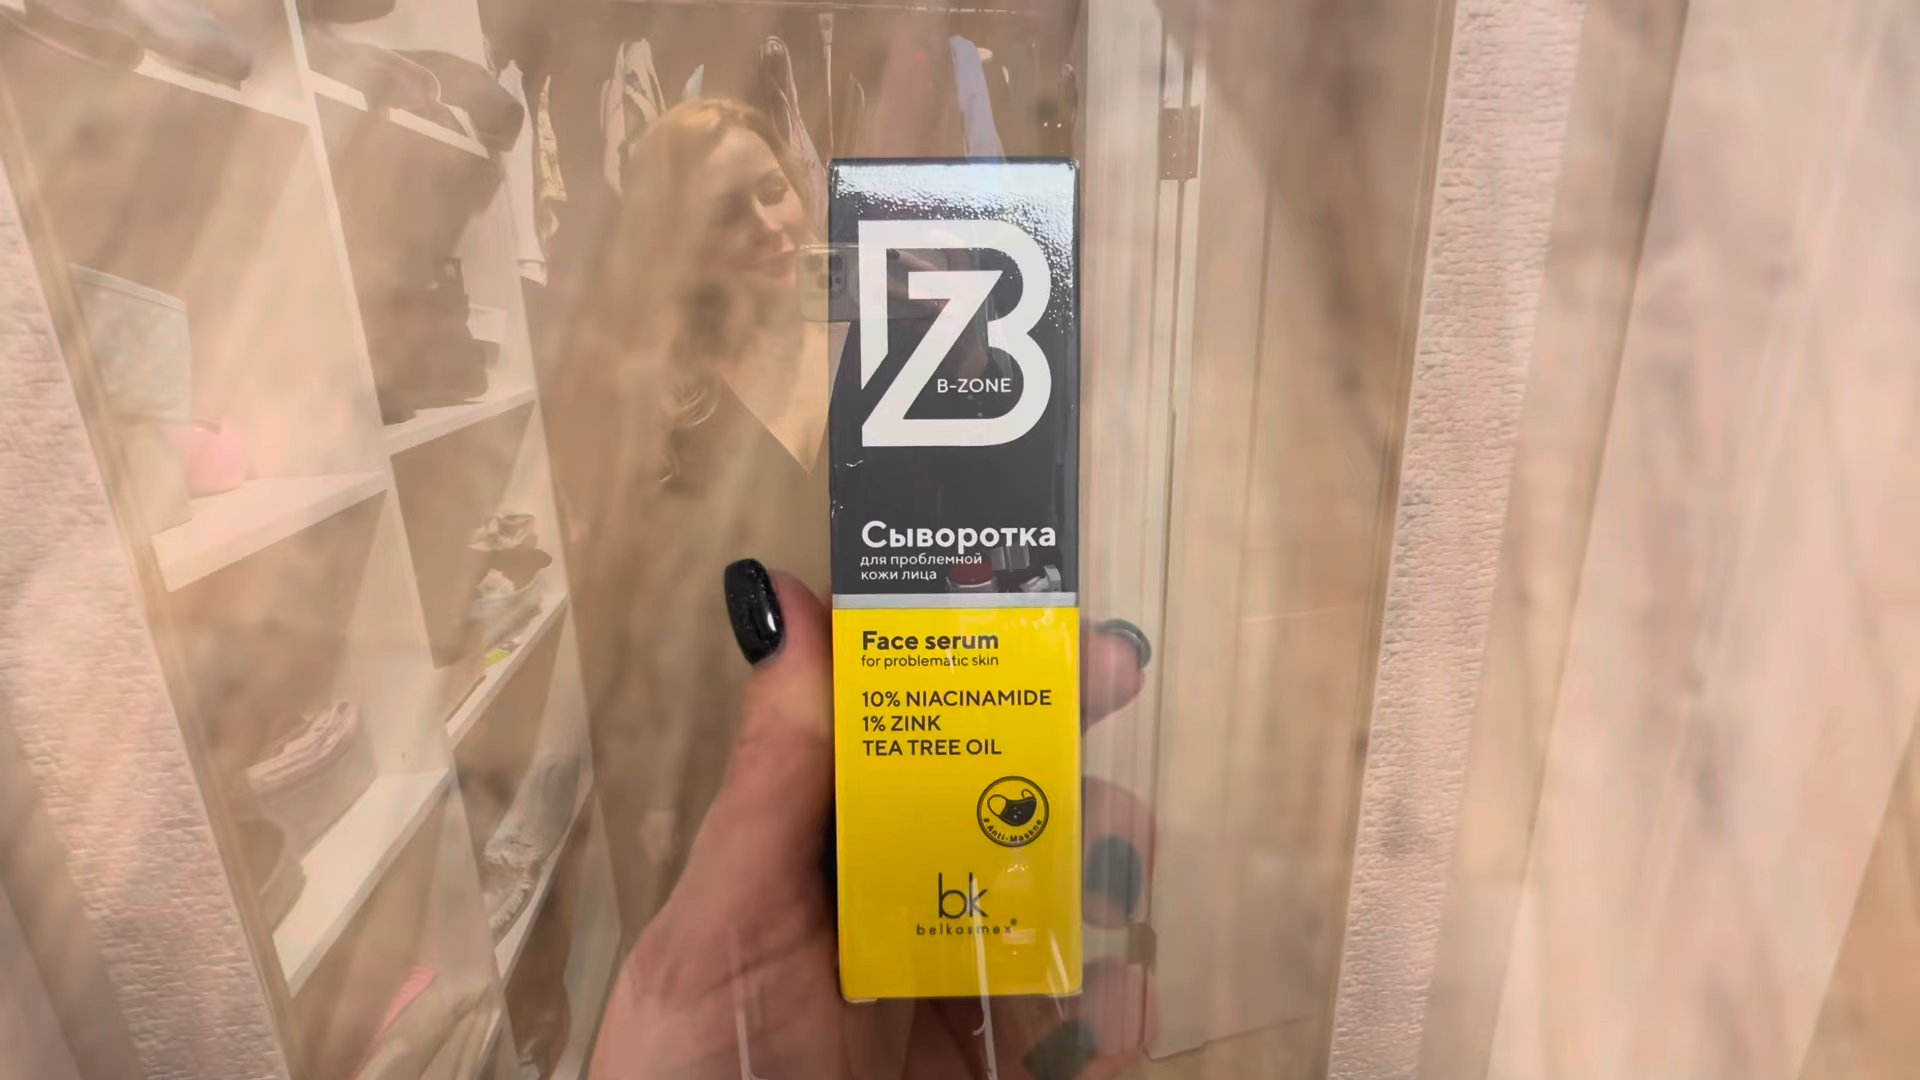 BZ
B-ZONE
Сыворотка
для проблемной
кожи лица
Face serum
for problematic skin
10% NIACINAMIDE
1% ZINK
TEA TREE OIL
#Anti-Maskne
bk
belkosmex®